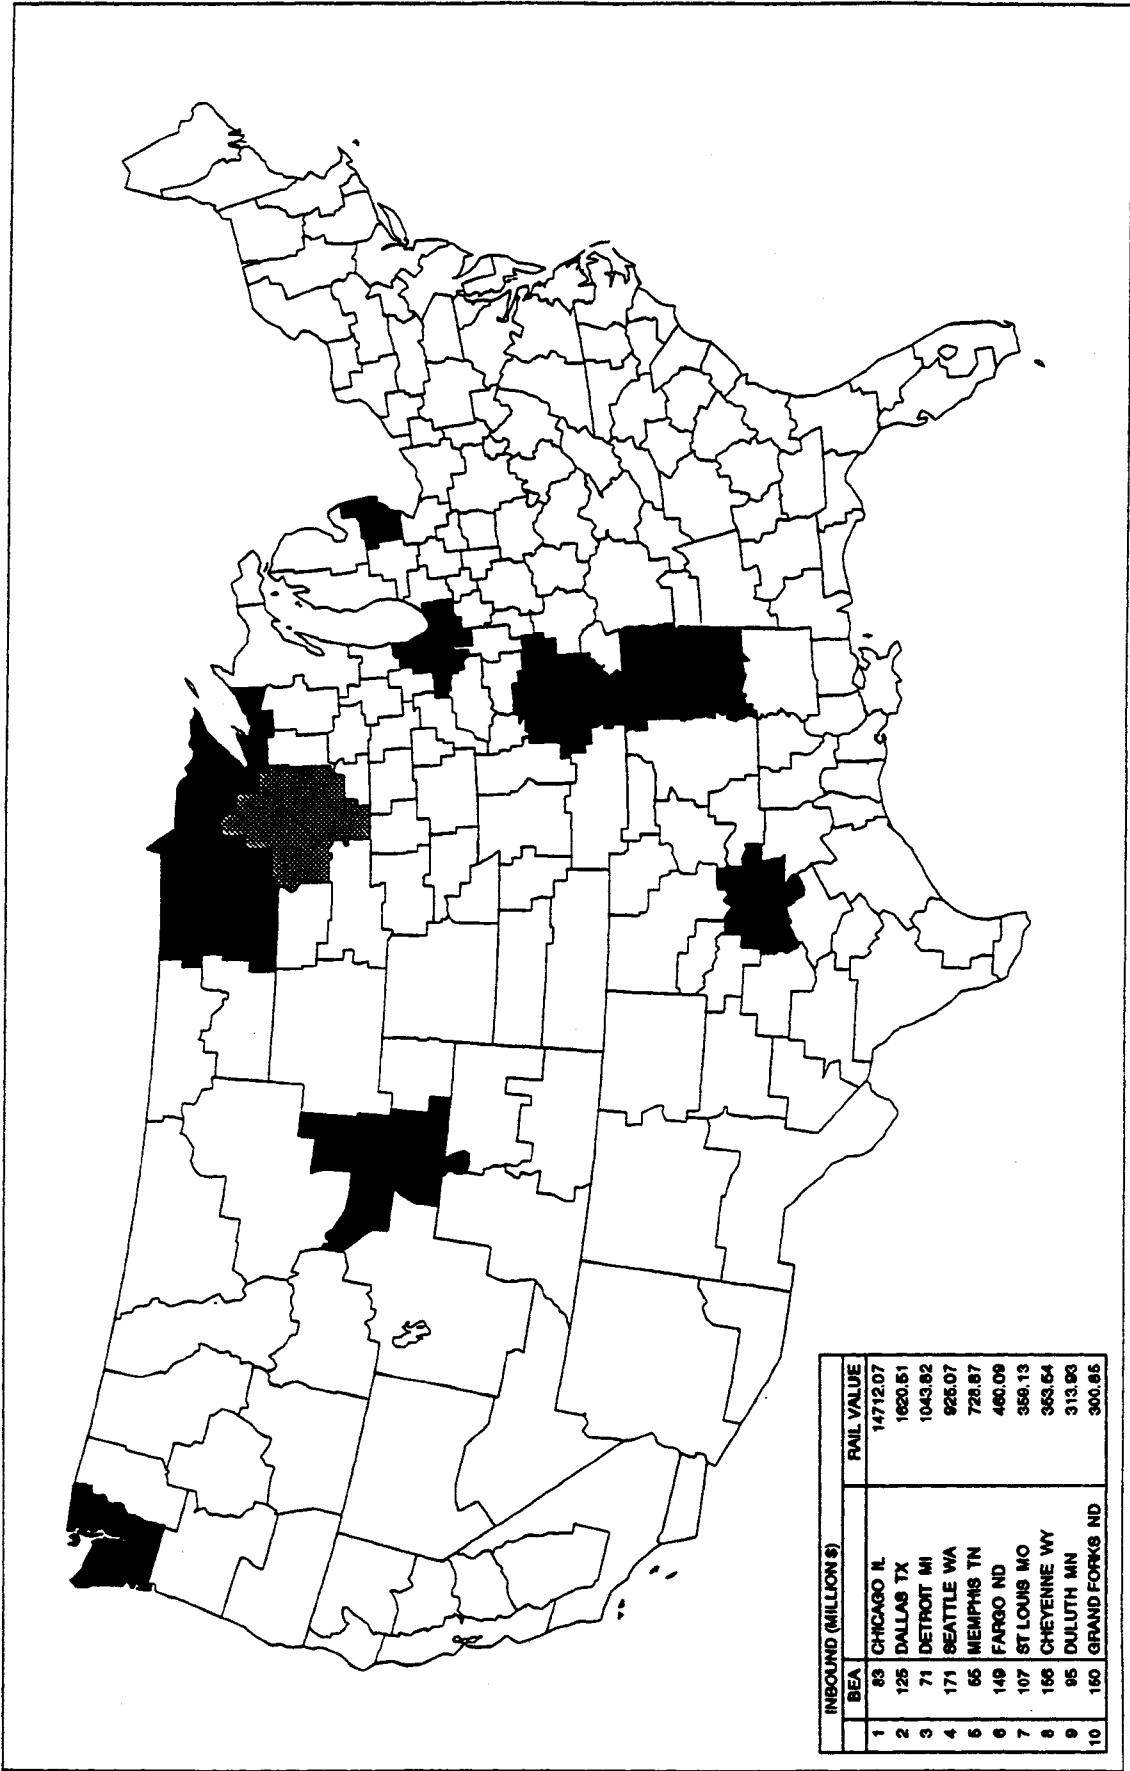 INBOUND (MILLION $)
BEA RAIL VALUE
1 83 CHICAGO IL 14712.07
2 125 DALLAS TX 1620.51
3 71 DETROIT MI 1043.82
4 171 SEATTLE WA 925.07
5 55 MEMPHIS TN 728.87
6 149 FARGO ND 460.09
7 107 ST LOUIS MO 359.13
8 156 CHEYENNE WY 353.54
9 95 DULUTH MN 313.93
10 150 GRAND FORKS ND 300.85